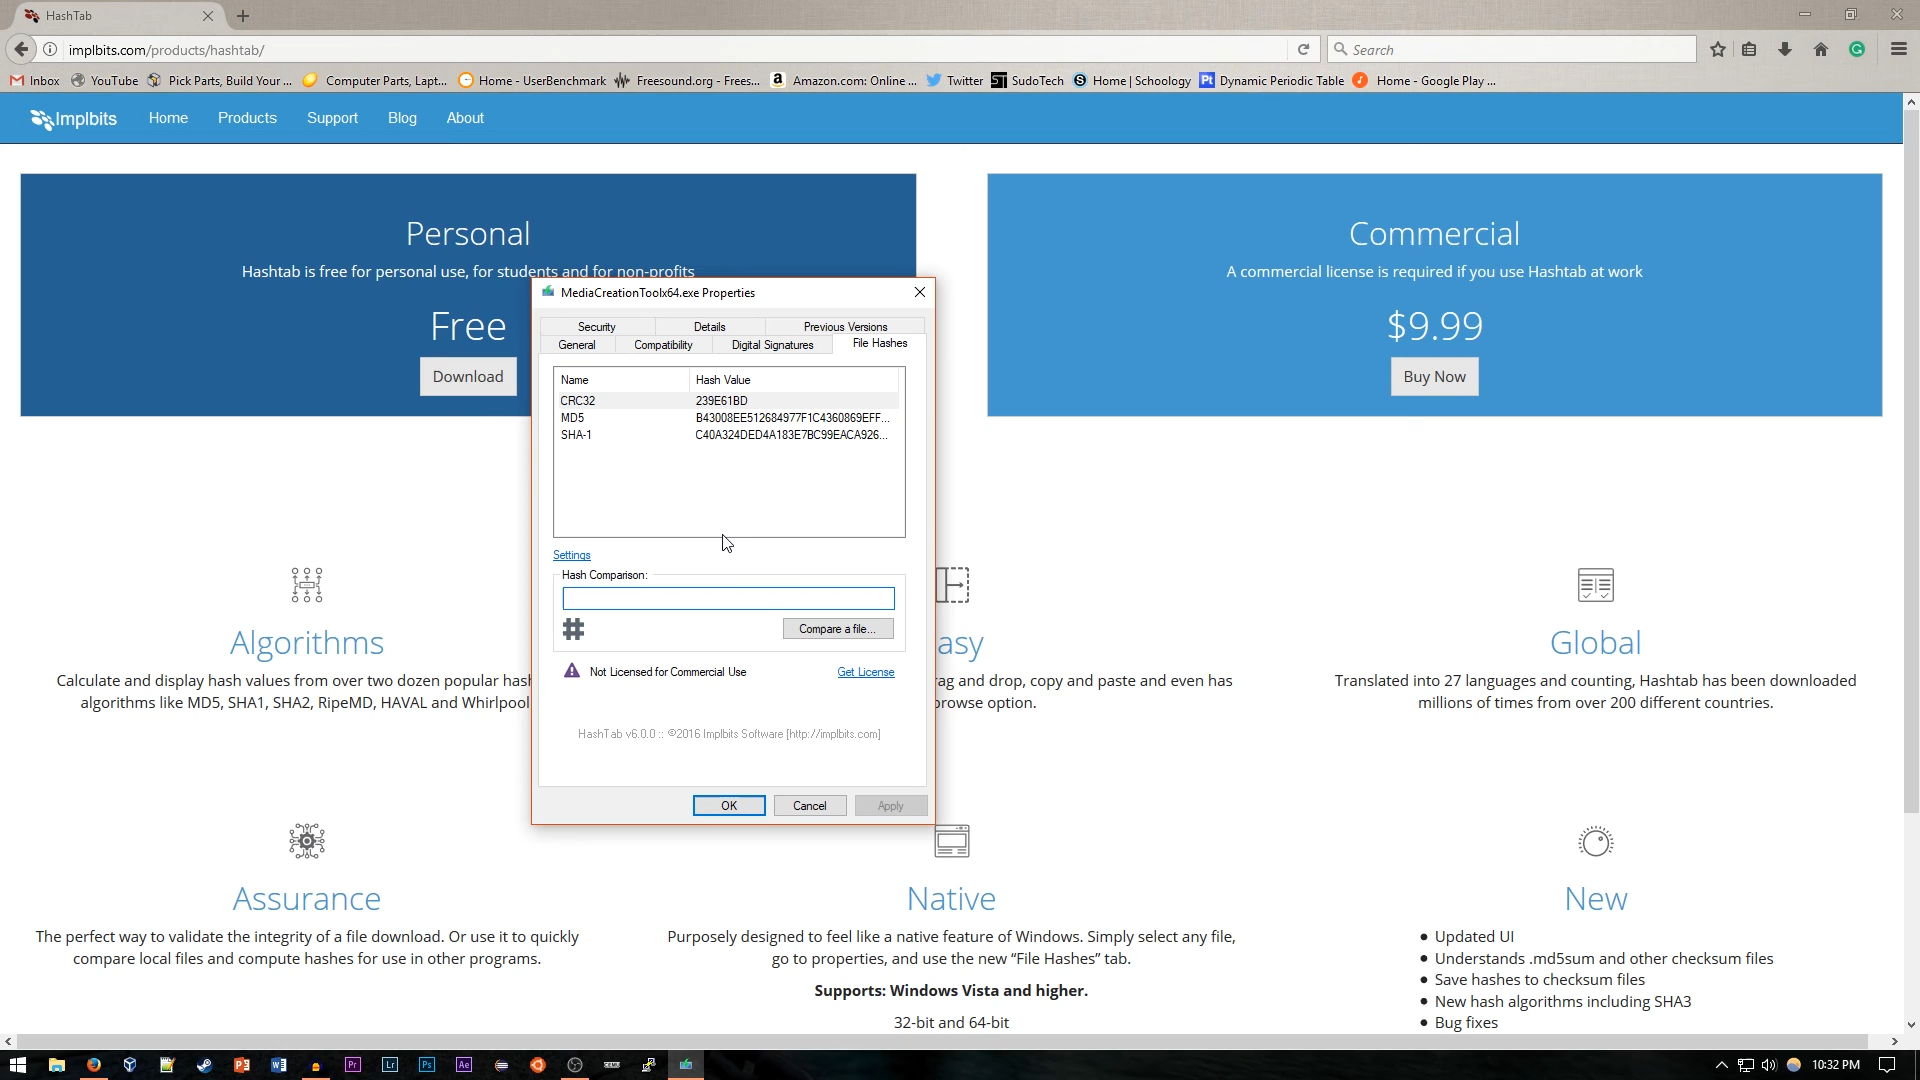 HashTab
implbits.com/products/hashtab/
Search
Inbox
YouTube
Pick Parts, Build Your ...
Computer Parts, Lapt...
Home - UserBenchmark
Freesound.org - Frees...
Amazon.com: Online ...
Twitter
SudoTech
Home | Schoology
Dynamic Periodic Table
Home - Google Play ...
Implbits
Home
Products
Support
Blog
About
Personal
Hashtab is free for personal use, for students and for non-profits
Free
Download
Commercial
A commercial license is required if you use Hashtab at work
$9.99
Buy Now
MediaCreationToolx64.exe Properties
Security
Details
Previous Versions
General
Compatibility
Digital Signatures
File Hashes
Name
Hash Value
CRC32
239E61BD
MD5
B43008EE512684977F1C4360869EFF...
SHA-1
C40A324DED4A183E7BC99EACA926...
Settings
Hash Comparison:
Compare a file...
Not Licensed for Commercial Use
Get License
HashTab v6.0.0 :: ©2016 Implbits Software [http://implbits.com]
OK
Cancel
Apply
Algorithms
Calculate and display hash values from over two dozen popular hash
algorithms like MD5, SHA1, SHA2, RipeMD, HAVAL and Whirlpool
asy
rag and drop, copy and paste and even has
browse option.
Global
Translated into 27 languages and counting, Hashtab has been downloaded
millions of times from over 200 different countries.
Assurance
The perfect way to validate the integrity of a file download. Or use it to quickly
compare local files and compute hashes for use in other programs.
Native
Purposely designed to feel like a native feature of Windows. Simply select any file,
go to properties, and use the new “File Hashes” tab.
Supports: Windows Vista and higher.
32-bit and 64-bit
New
Updated UI
Understands .md5sum and other checksum files
Save hashes to checksum files
New hash algorithms including SHA3
Bug fixes
Pr
Lr
Ps
Ae
10:32 PM